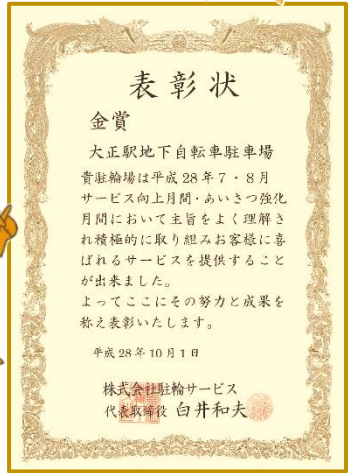 表彰状
金賞
大正駅地下自転車駐車場
貴駐輪場は平成28年7・8月
サービス向上月間・あいさつ強化
月間において主旨をよく理解さ
れ積極的に取り組みお客様に喜
ばれるサービスを提供すること
が出来ました。
よってここにその努力と成果を
称え表彰いたします。
平成28年10月1日
株式会社駐輪サービス
代表取締役 白井和夫